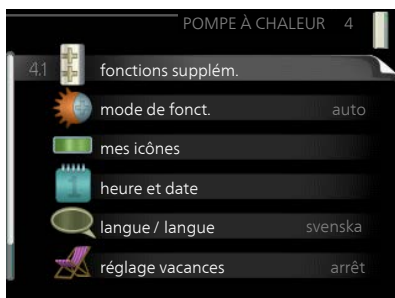 POMPE À CHALEUR 4
4.1 fonctions supplém.
mode de fonct. auto
mes icônes
heure et date
langue / langue svenska
réglage vacances arrêt